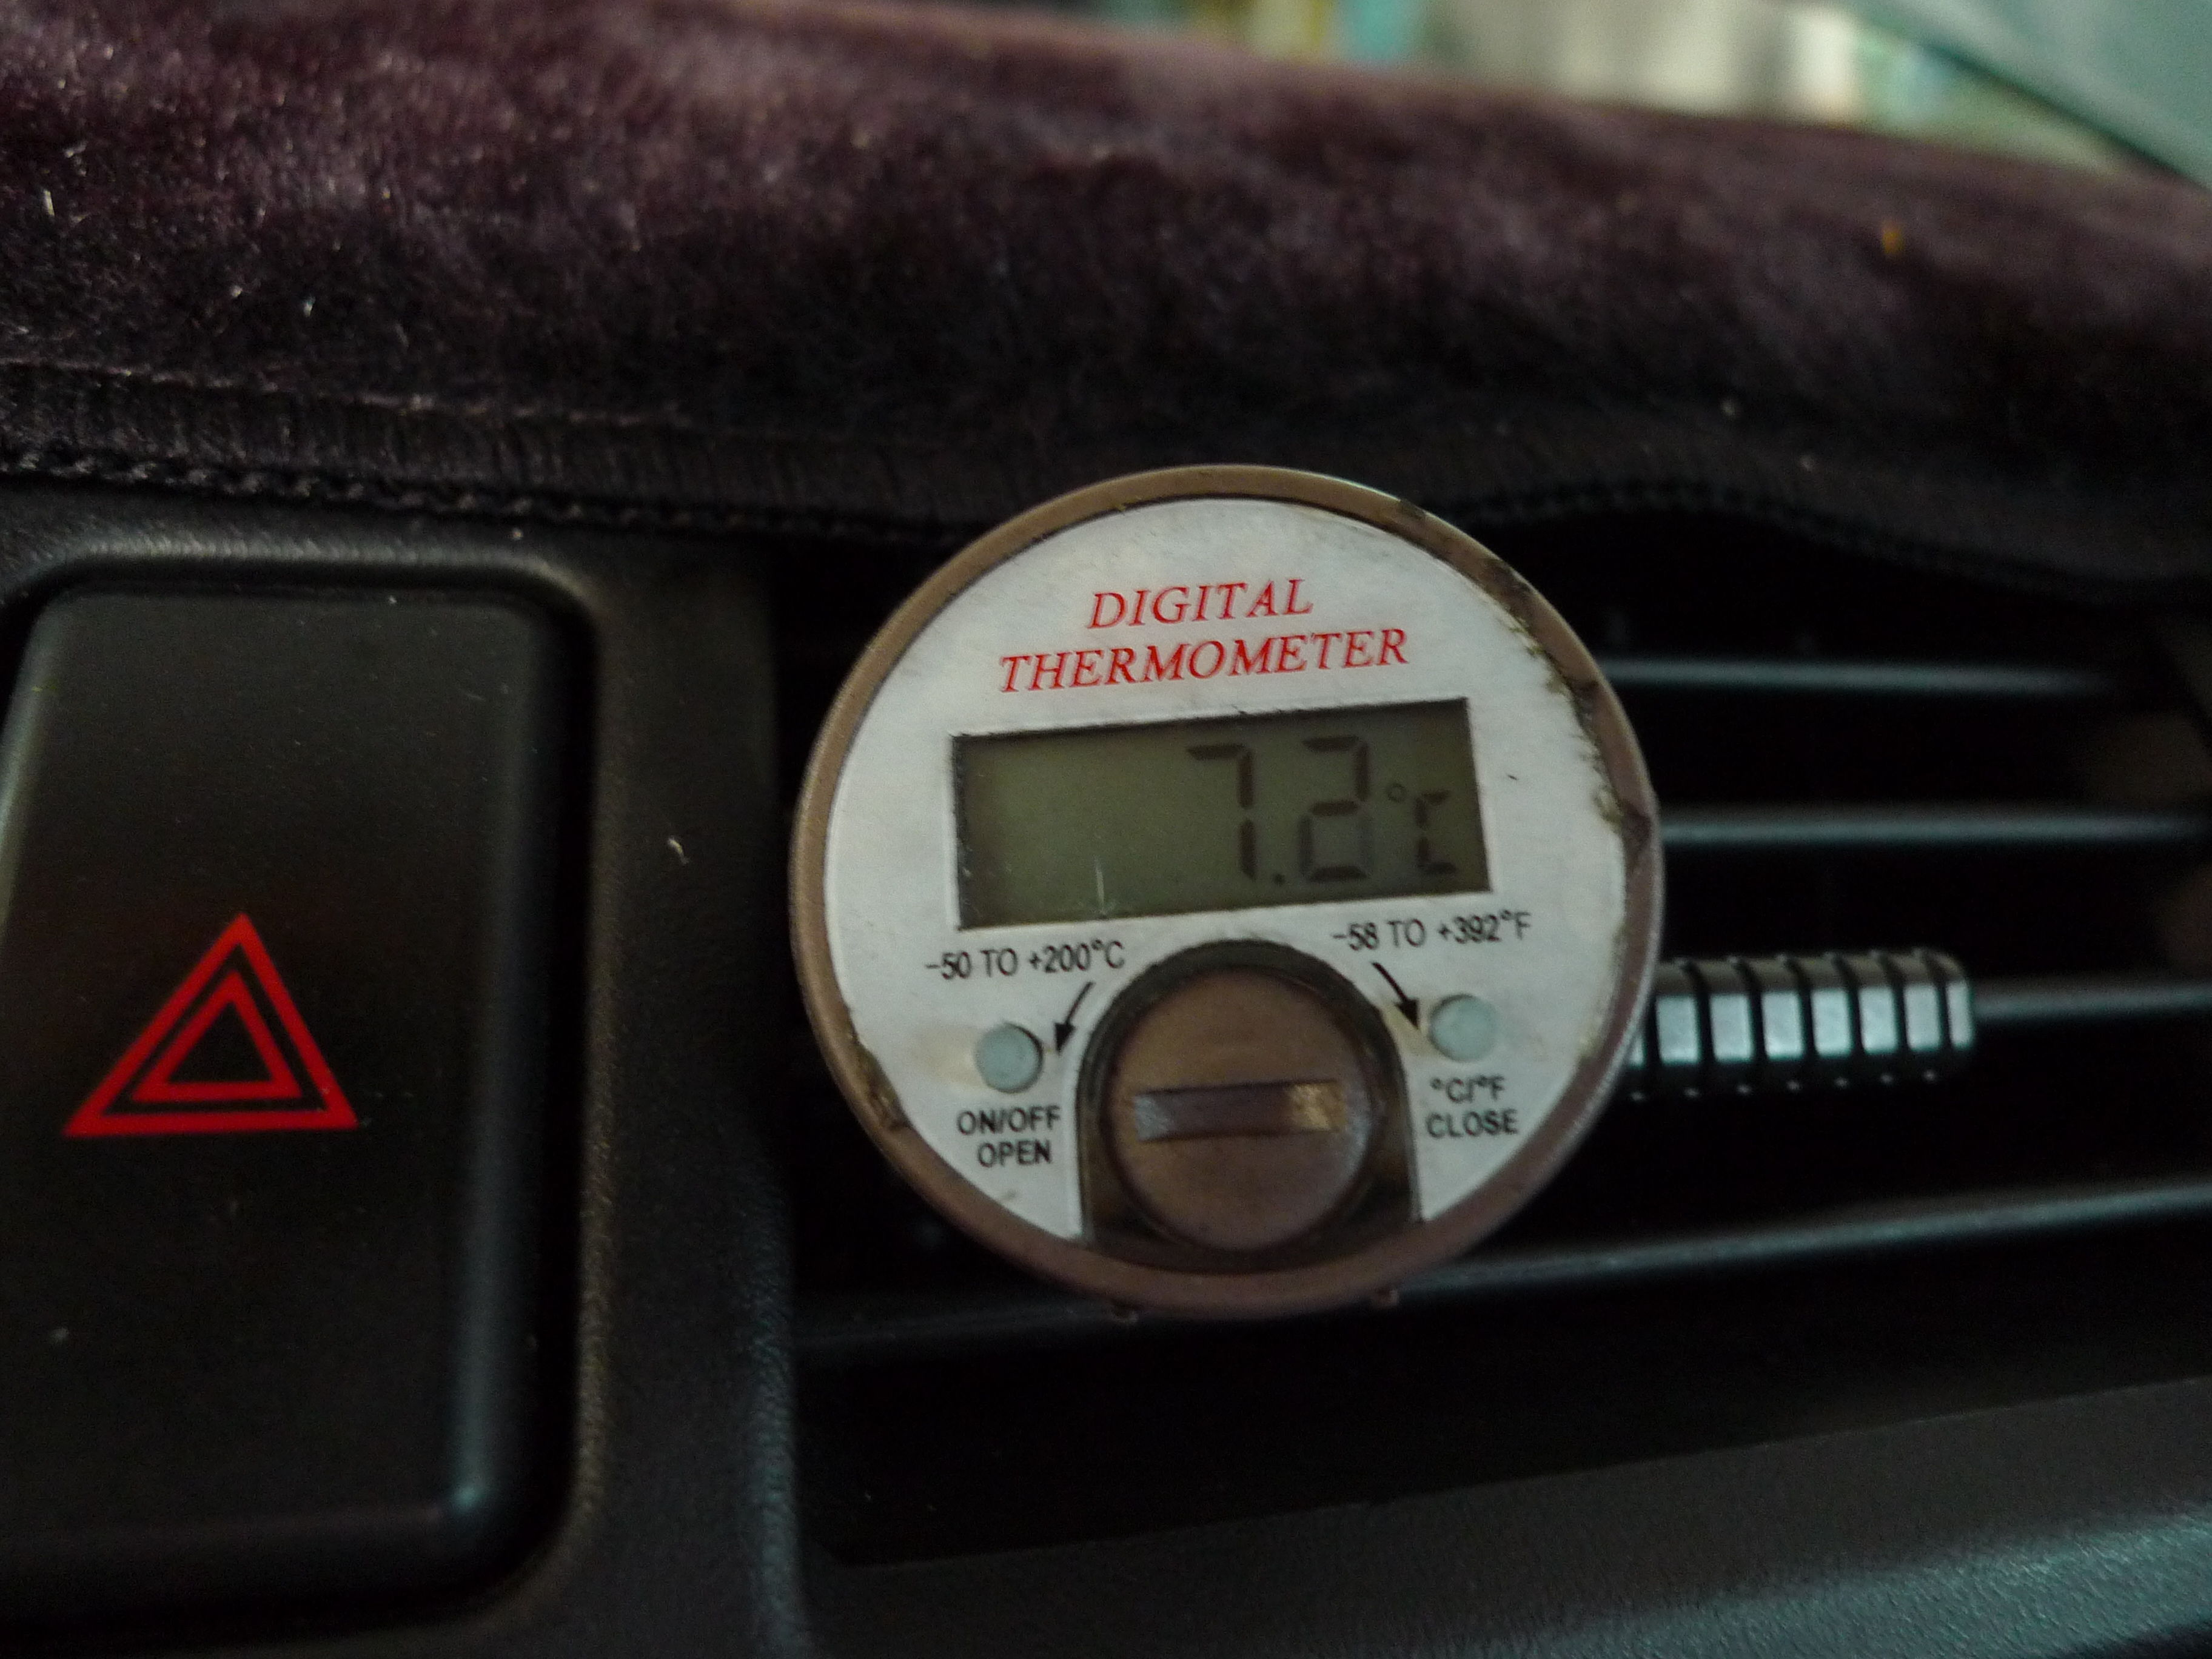 DIGITAL
THERMOMETER
7.2 °C
-50 TO +200°C
-58 TO +392°F
ON/OFF
OPEN
°C/°F
CLOSE